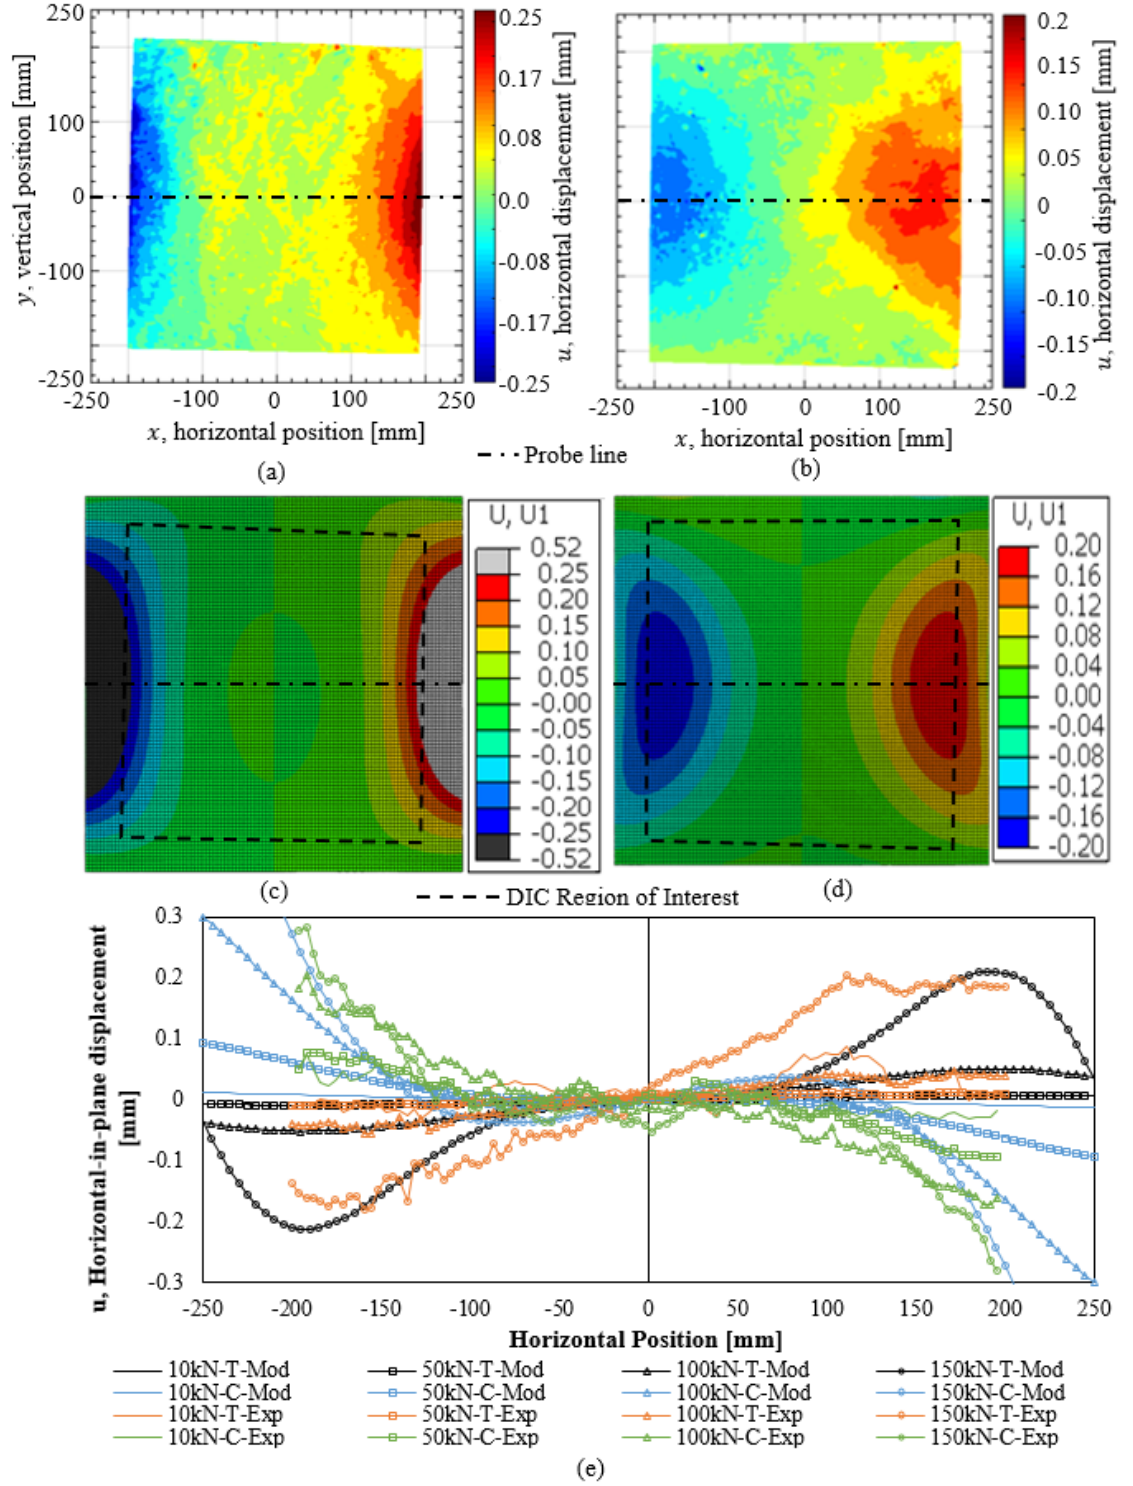 250
100
0
-100
-250
y, vertical position [mm]
-250
-100
0
100
250
x, horizontal position [mm]
(a)
0.25
0.17
0.08
0.0
-0.08
-0.17
-0.25
u, horizontal displacement [mm]
-250
-100
0
100
250
x, horizontal position [mm]
(b)
0.2
0.15
0.10
0.05
0
-0.05
-0.10
-0.15
-0.2
u, horizontal displacement [mm]
Probe line
U, U1
0.52
0.25
0.20
0.15
0.10
0.05
-0.00
-0.05
-0.10
-0.15
-0.20
-0.25
-0.52
(c)
U, U1
0.20
0.16
0.12
0.08
0.04
0.00
-0.04
-0.08
-0.12
-0.16
-0.20
(d)
DIC Region of Interest
u, Horizontal-in-plane displacement
[mm]
0.3
0.2
0.1
0
-0.1
-0.2
-0.3
-250 -200 -150 -100 -50 0 50 100 150 200 250
Horizontal Position [mm]
10kN-T-Mod 50kN-T-Mod 100kN-T-Mod 150kN-T-Mod
10kN-C-Mod 50kN-C-Mod 100kN-C-Mod 150kN-C-Mod
10kN-T-Exp 50kN-T-Exp 100kN-T-Exp 150kN-T-Exp
10kN-C-Exp 50kN-C-Exp 100kN-C-Exp 150kN-C-Exp
(e)